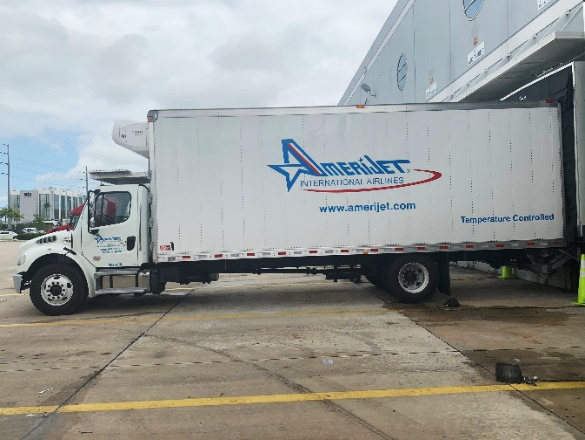 AMERIJET
INTERNATIONAL AIRLINES
www.amerijet.com
Temperature Controlled